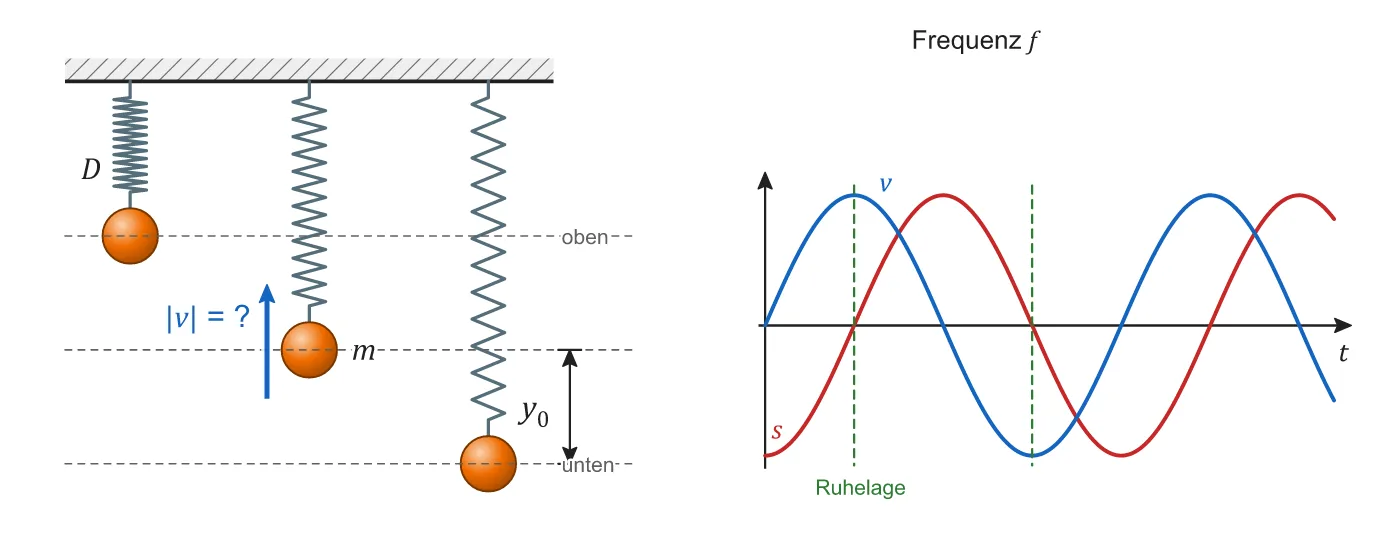 Frequenz f
D
oben
|v| = ?
m
y₀
unten
v
s
t
Ruhelage